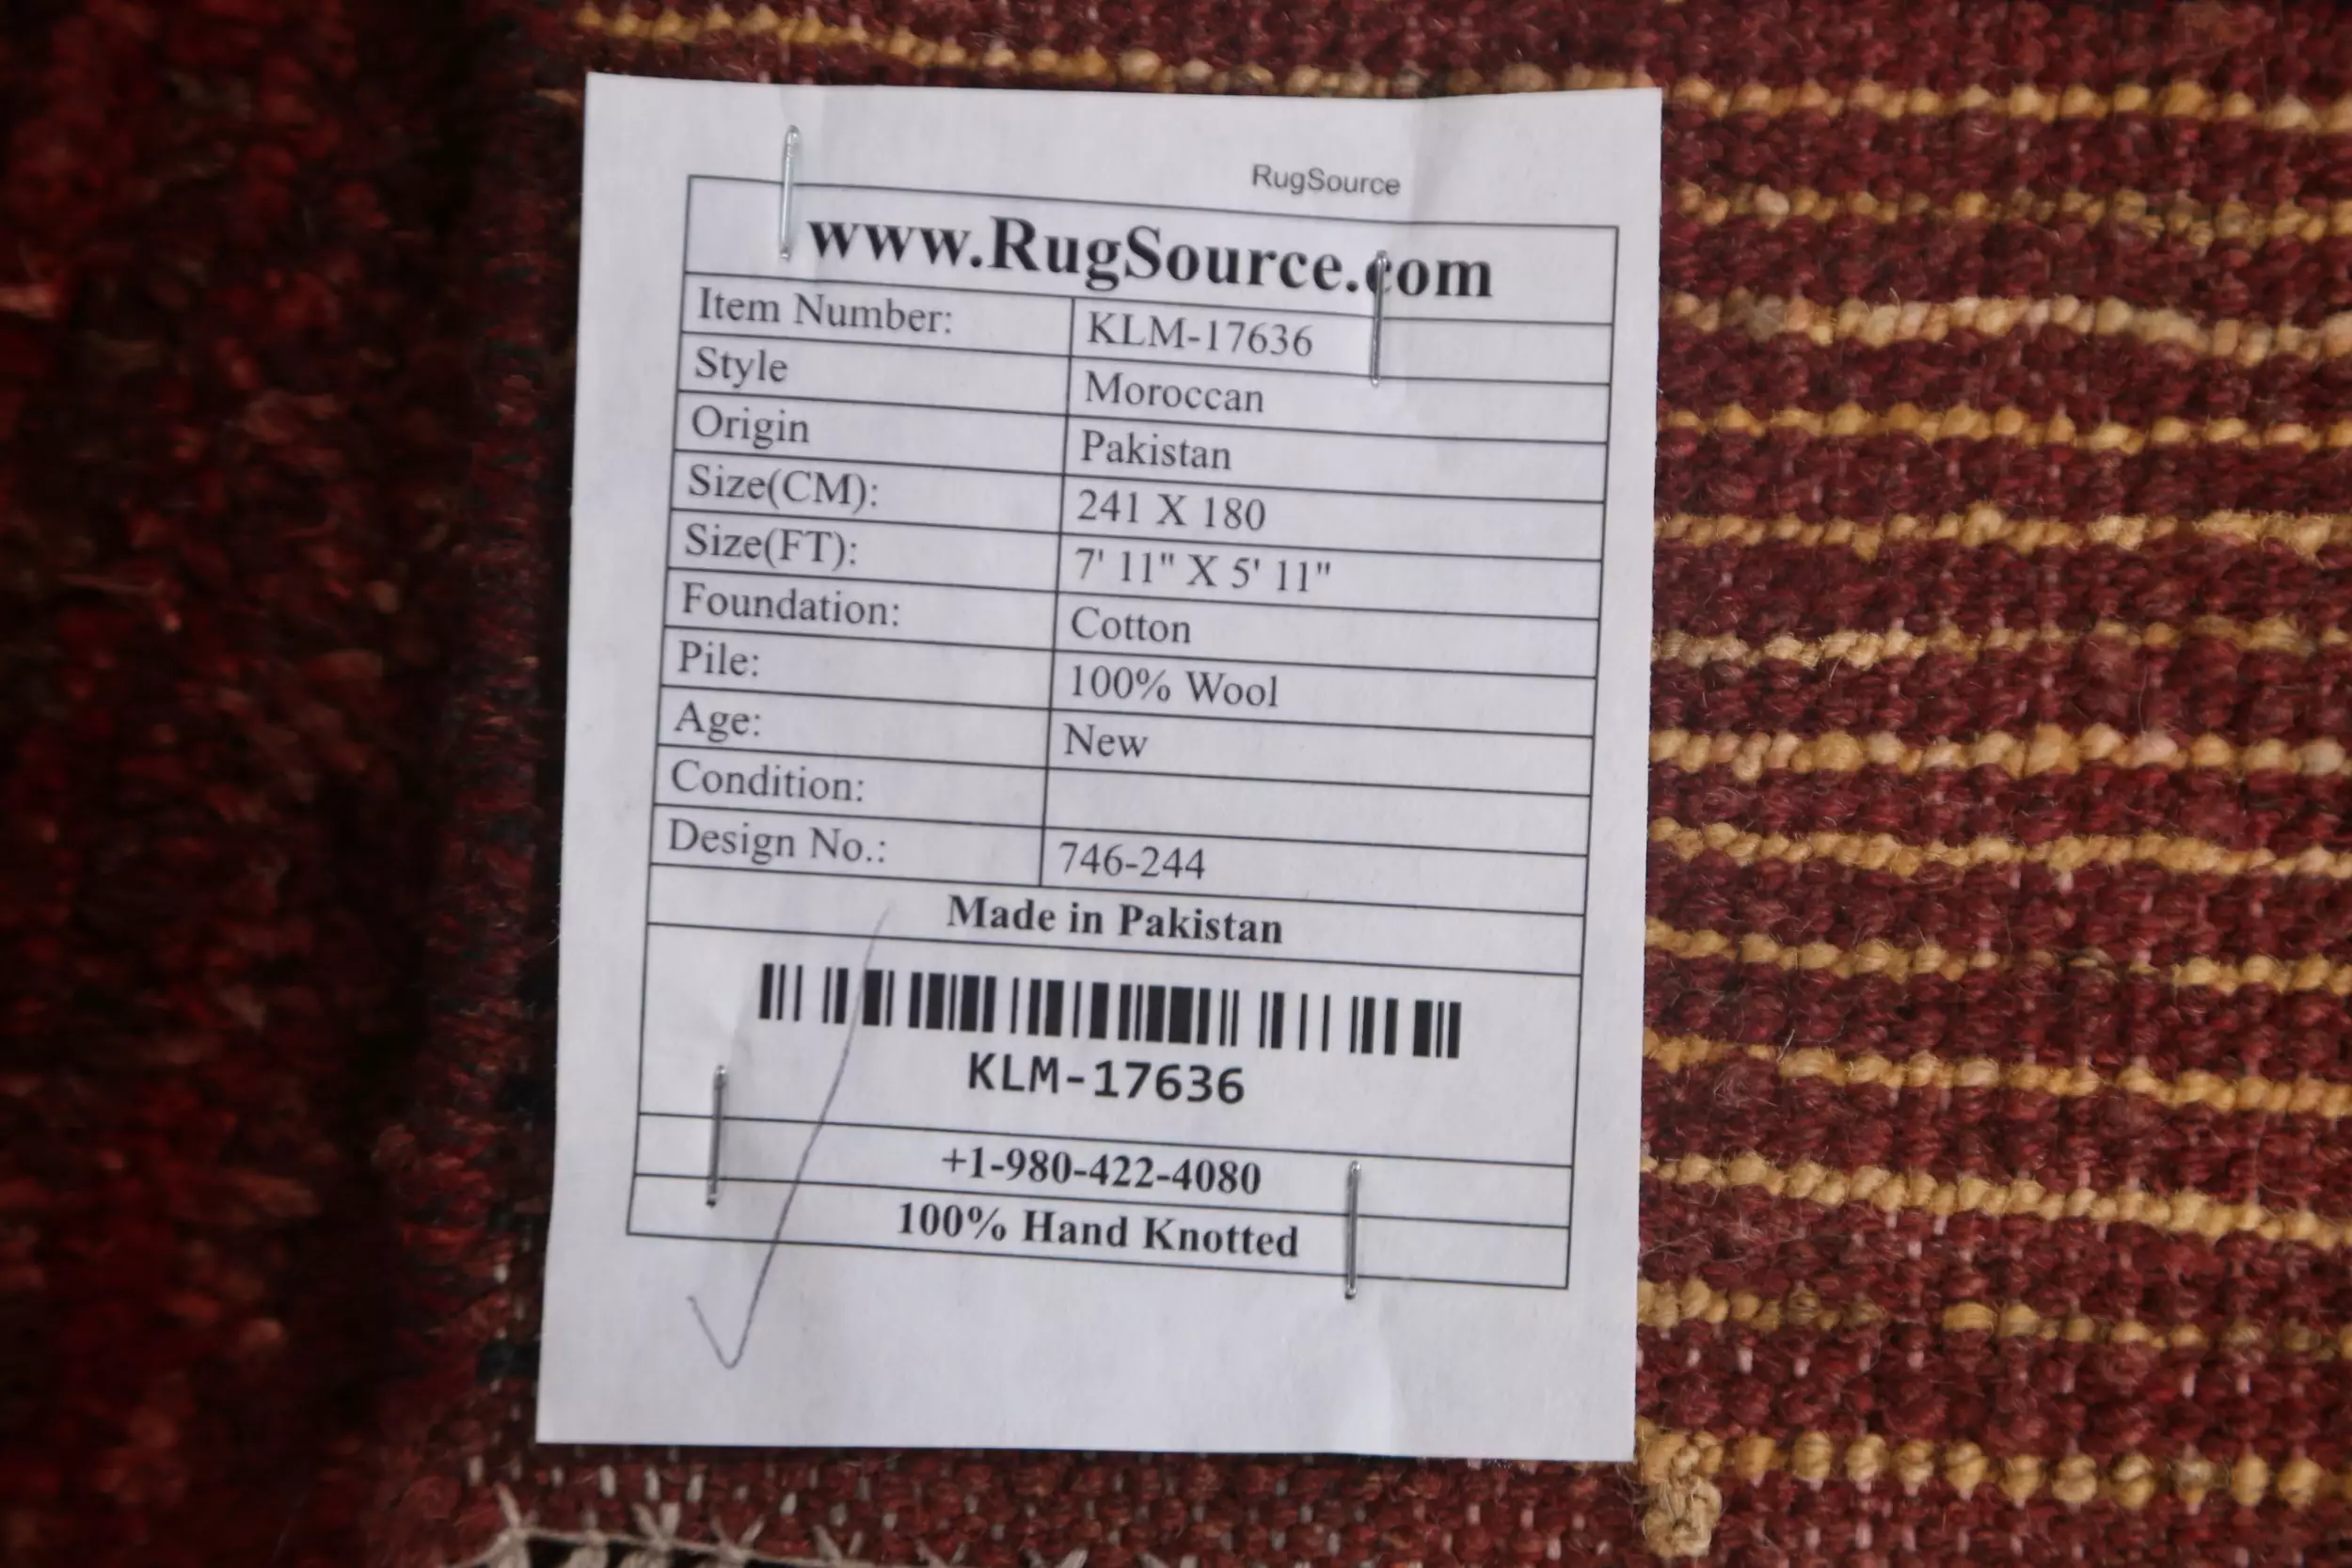 RugSource
www.RugSource.com
Item Number: KLM-17636
Style Moroccan
Origin Pakistan
Size(CM): 241 X 180
Size(FT): 7' 11" X 5' 11"
Foundation: Cotton
Pile: 100% Wool
Age: New
Condition:
Design No.: 746-244
Made in Pakistan
KLM-17636
+1-980-422-4080
100% Hand Knotted